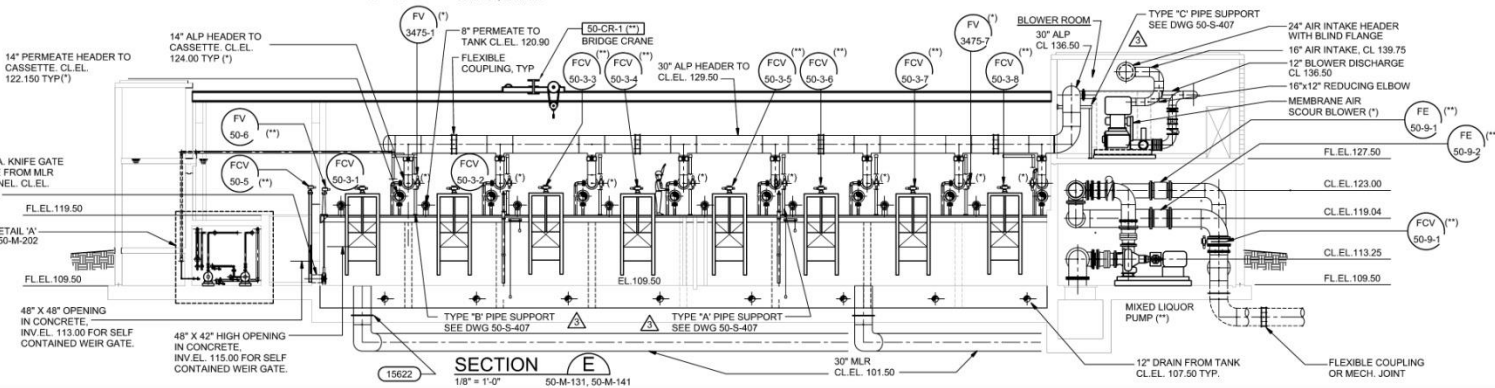 FV
3475-1
(*)
14" ALP HEADER TO
CASSETTE. CL.EL.
124.00 TYP (*)
14" PERMEATE HEADER TO
CASSETTE. CL.EL.
122.150 TYP(*)
8" PERMEATE TO
TANK CL.EL. 120.90
FLEXIBLE
COUPLING, TYP
50-CR-1 (**)
BRIDGE CRANE
FCV
50-3-3
(**)
FCV
50-3-4
(**)
30" ALP HEADER TO
CL.EL. 129.50
FCV
50-3-5
(**)
FCV
50-3-6
(**)
FCV
50-3-7
(**)
FV
3475-7
(*)
FCV
50-3-8
(**)
BLOWER ROOM
30" ALP
CL 136.50
TYPE "C" PIPE SUPPORT
SEE DWG 50-S-407
3
24" AIR INTAKE HEADER
WITH BLIND FLANGE
16" AIR INTAKE, CL 139.75
12" BLOWER DISCHARGE
CL 136.50
16"x12" REDUCING ELBOW
MEMBRANE AIR
SCOUR BLOWER (*)
FE
50-9-1
(**)
FE
50-9-2
FL.EL.127.50
CL.EL.123.00
CL.EL.119.04
FCV
50-9-1
(**)
CL.EL.113.25
FL.EL.109.50
FV
50-6
(**)
FCV
50-5
(**)
FCV
50-3-1
FCV
50-3-2
(*)
(*)
(*)
(*)
(*)
(*)
(*)
A. KNIFE GATE
FROM MLR
NEL. CL.EL.
FL.EL.119.50
ETAIL 'A'
50-M-202
FL.EL.109.50
EL.109.50
48" X 48" OPENING
IN CONCRETE,
INV.EL. 113.00 FOR SELF
CONTAINED WEIR GATE.
48" X 42" HIGH OPENING
IN CONCRETE,
INV.EL. 115.00 FOR SELF
CONTAINED WEIR GATE.
TYPE "B" PIPE SUPPORT
SEE DWG 50-S-407
3
3
TYPE "A" PIPE SUPPORT
SEE DWG 50-S-407
MIXED LIQUOR
PUMP (**)
15622
SECTION E
1/8" = 1'-0"
50-M-131, 50-M-141
30" MLR
CL.EL. 101.50
12" DRAIN FROM TANK
CL.EL. 107.50 TYP.
FLEXIBLE COUPLING
OR MECH. JOINT